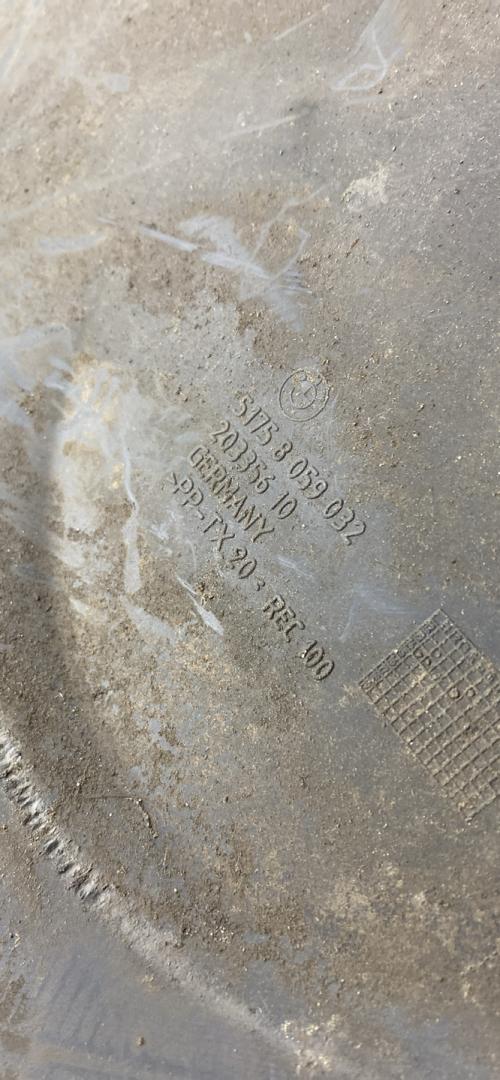 5175 8 059 032
203356 10
GERMANY
>PP-TX 20< REC 100